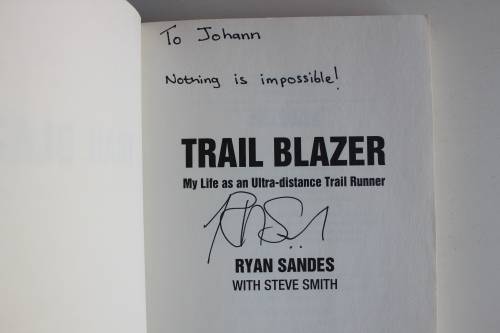 To Johann
Nothing is impossible!
TRAIL BLAZER
My Life as an Ultra-distance Trail Runner
RYAN SANDES
WITH STEVE SMITH